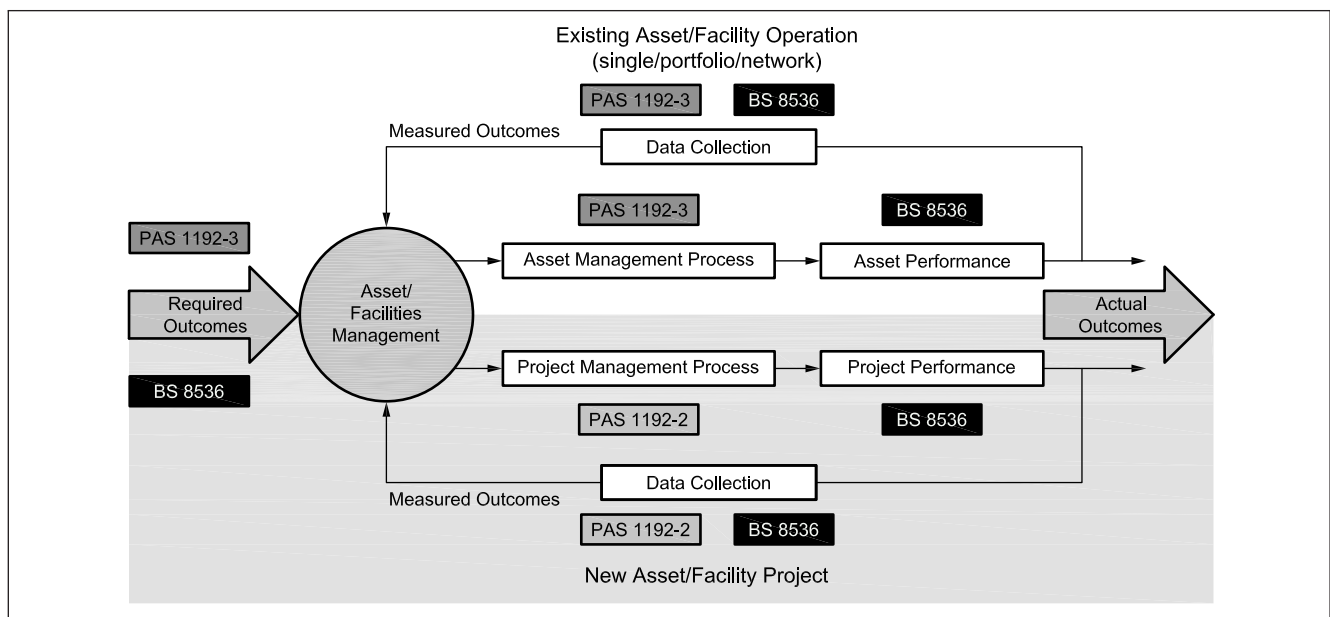 Existing Asset/Facility Operation
(single/portfolio/network)
PAS 1192-3 BS 8536
Measured Outcomes
Data Collection
PAS 1192-3
BS 8536
PAS 1192-3
Asset Management Process
Asset Performance
Required
Outcomes
Asset/
Facilities
Management
Actual
Outcomes
BS 8536
Project Management Process
Project Performance
PAS 1192-2
BS 8536
Measured Outcomes
Data Collection
PAS 1192-2 BS 8536
New Asset/Facility Project